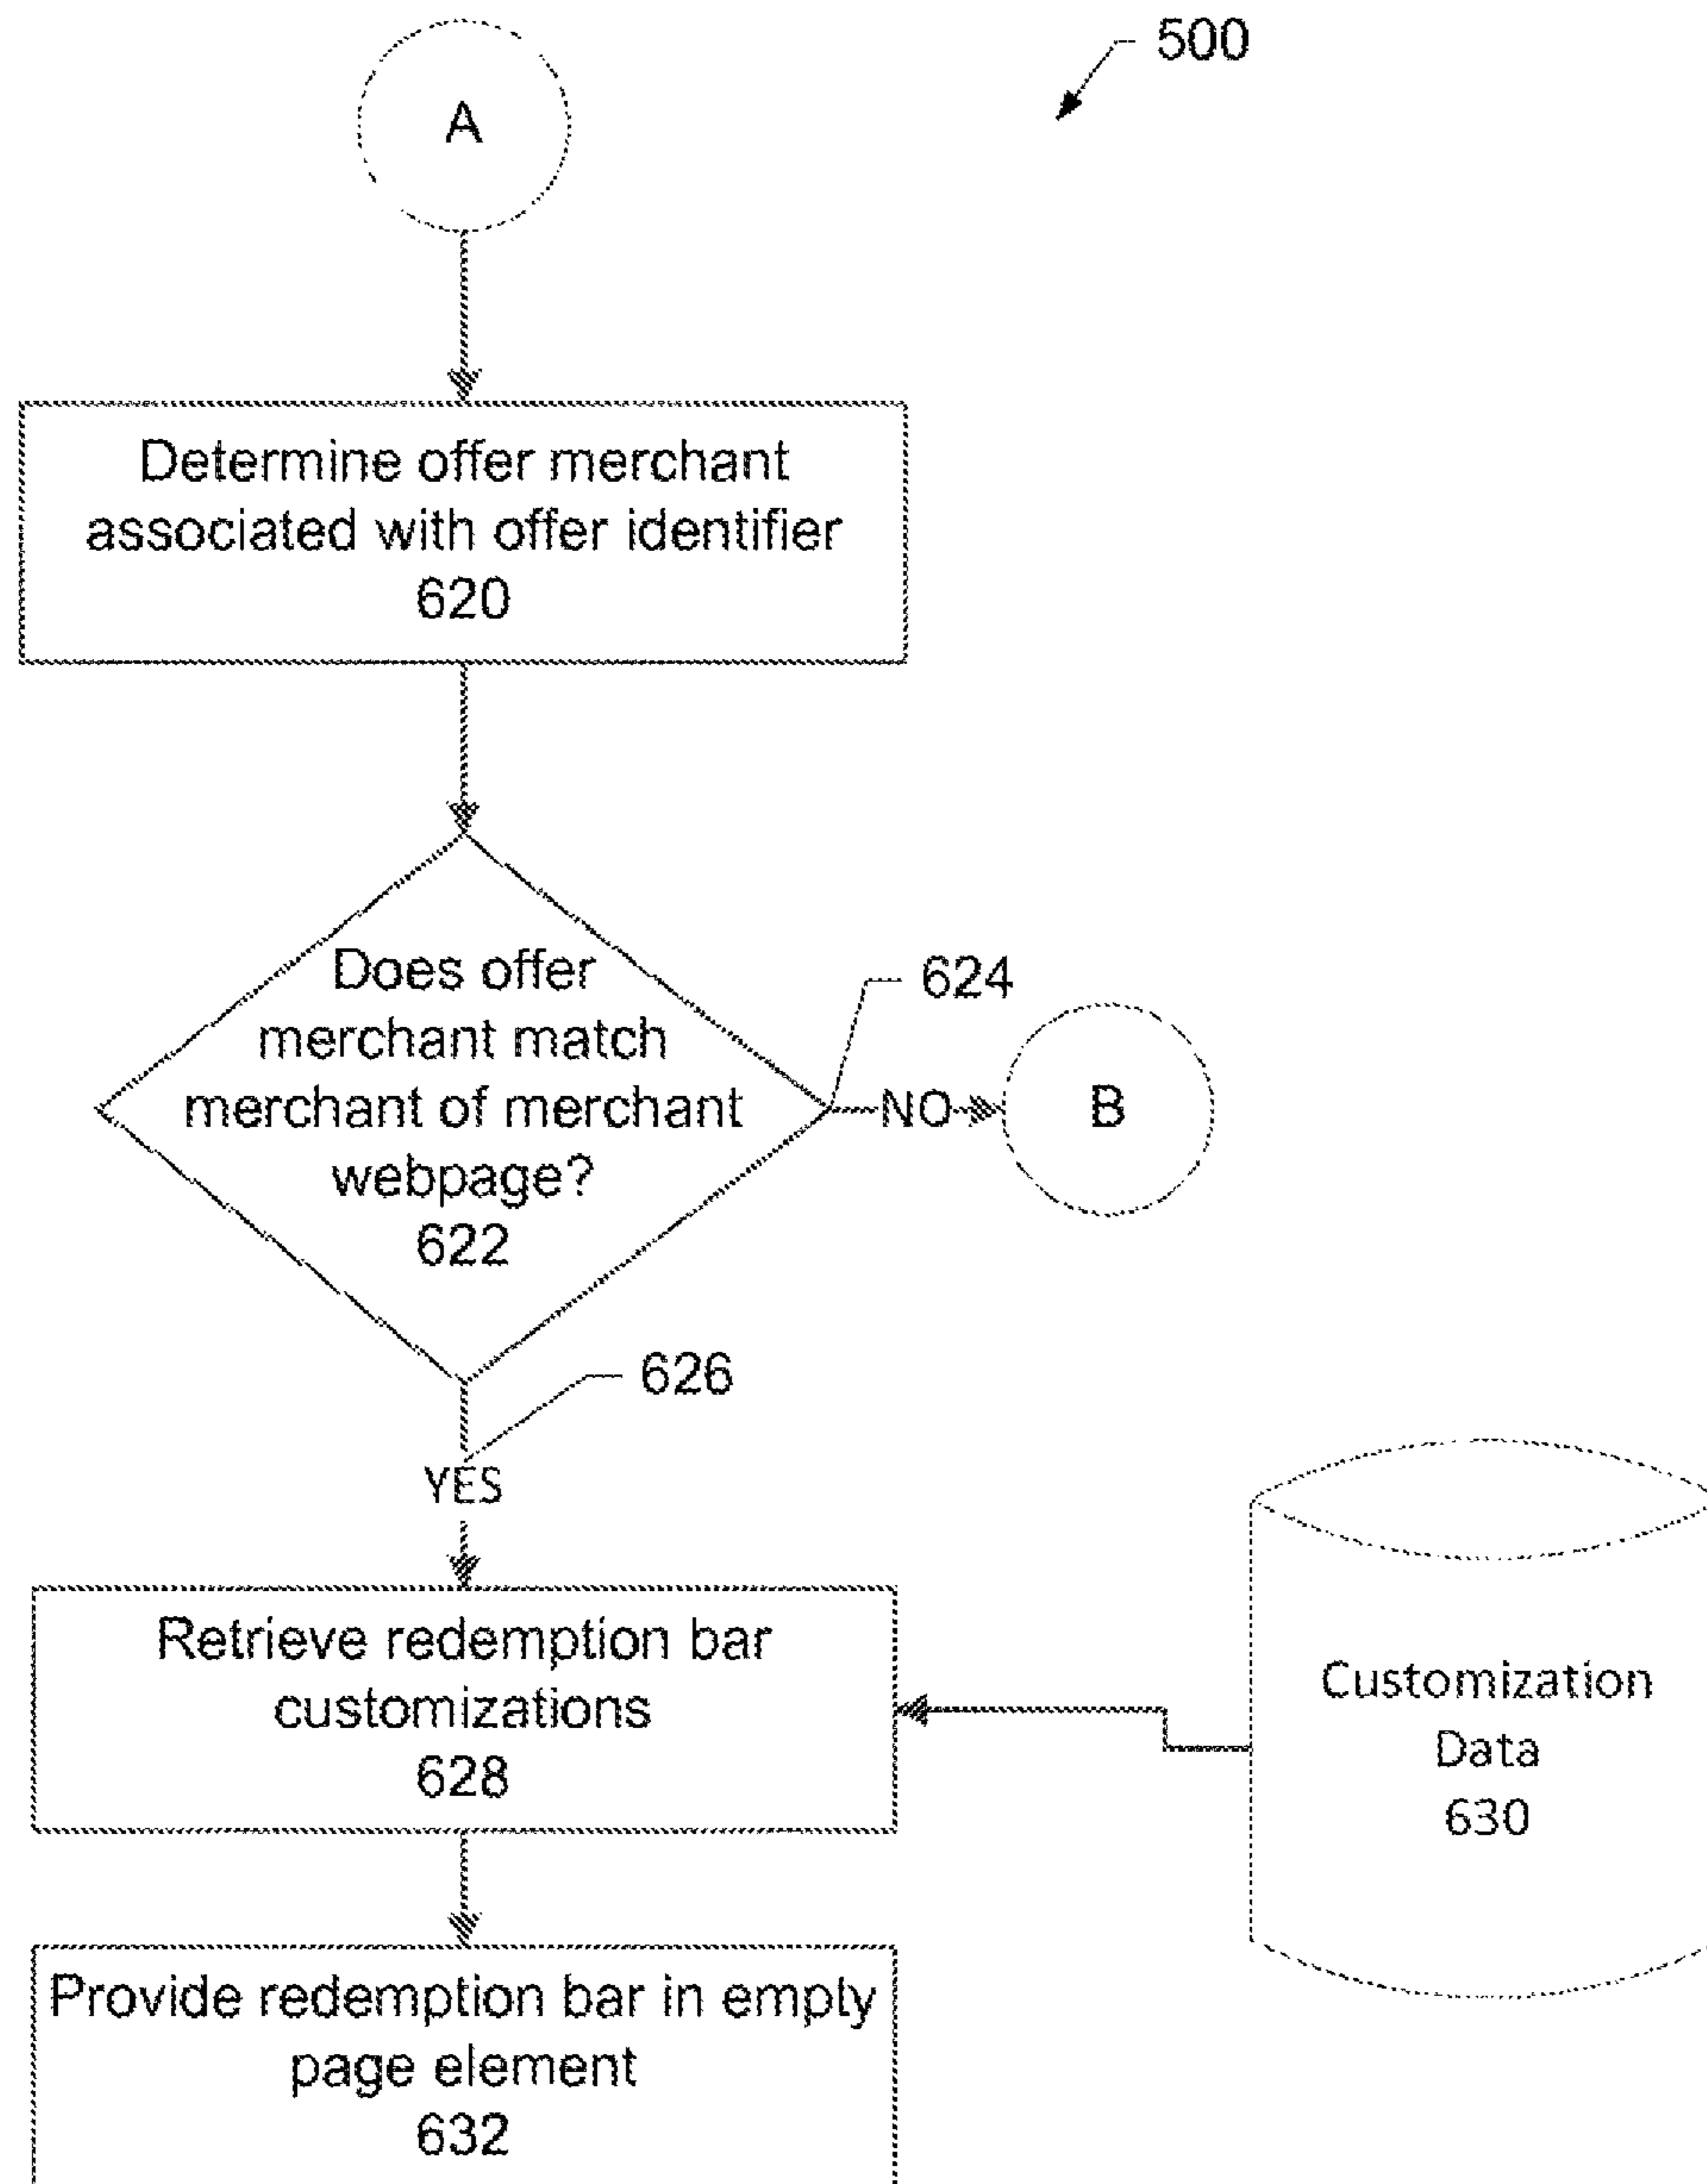 500
A
Determine offer merchant
associated with offer identifier
620
Does offer
merchant match
merchant of merchant
webpage?
622
624
NO
B
626
YES
Retrieve redemption bar
customizations
628
Customization
Data
630
Provide redemption bar in empty
page element
632